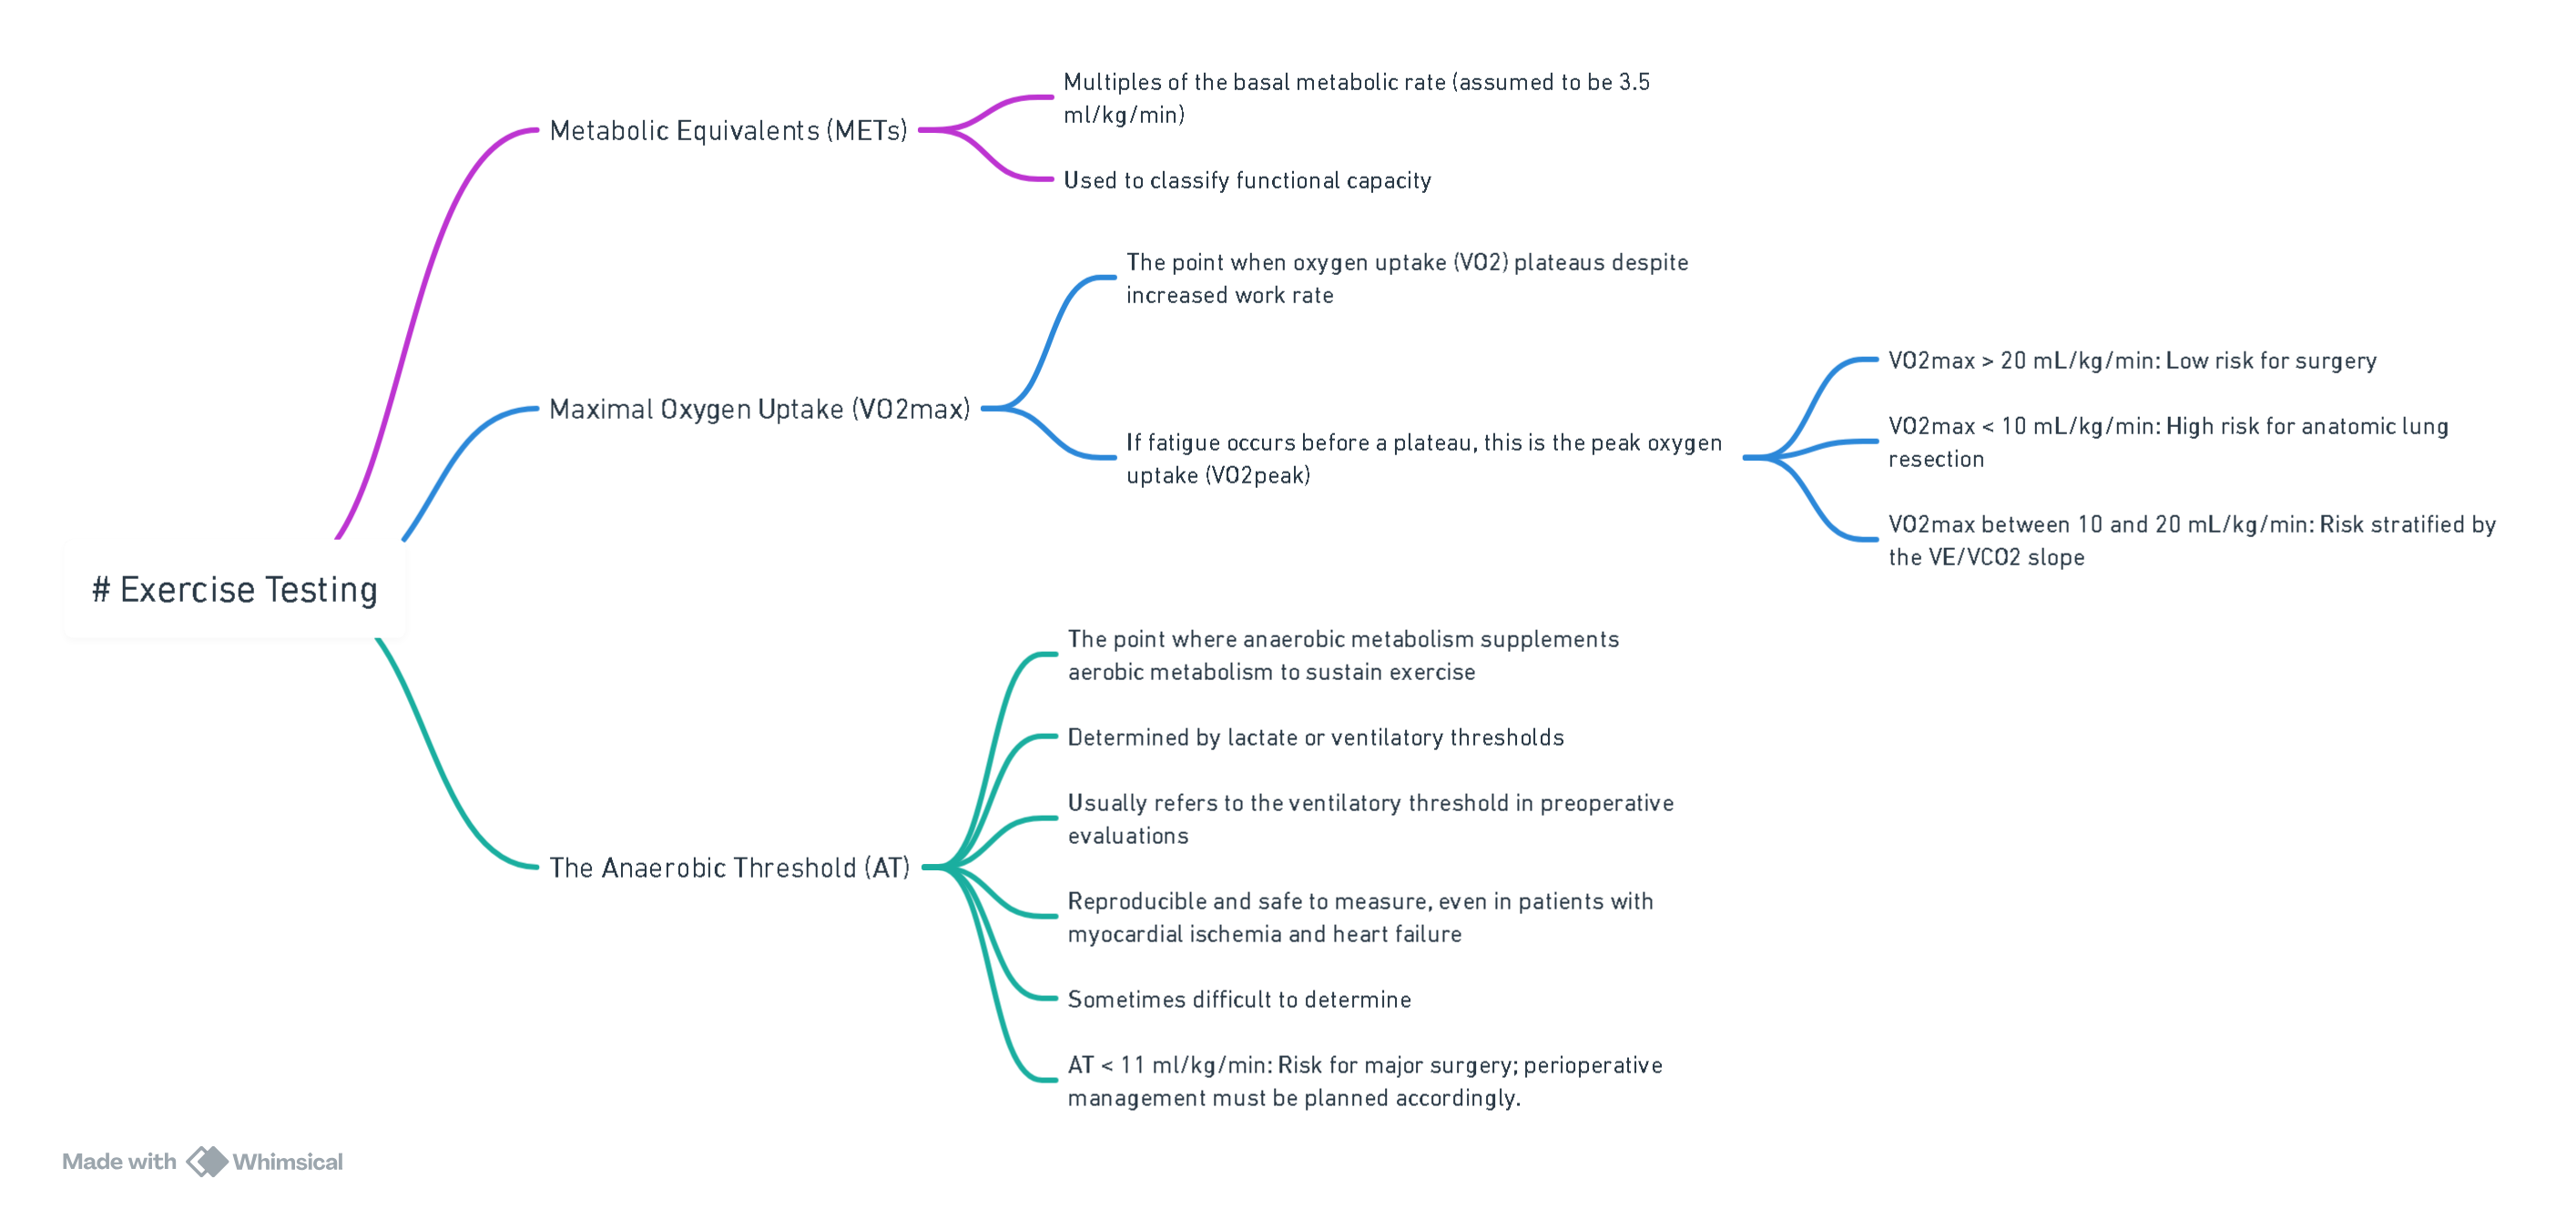 Multiples of the basal metabolic rate (assumed to be 3.5
ml/kg/min)
Metabolic Equivalents (METs)
Used to classify functional capacity
The point when oxygen uptake (VO2) plateaus despite
increased work rate
VO2max > 20 mL/kg/min: Low risk for surgery
Maximal Oxygen Uptake (VO2max)
VO2max < 10 mL/kg/min: High risk for anatomic lung
resection
If fatigue occurs before a plateau, this is the peak oxygen
uptake (VO2peak)
VO2max between 10 and 20 mL/kg/min: Risk stratified by
the VE/VCO2 slope
# Exercise Testing
The point where anaerobic metabolism supplements
aerobic metabolism to sustain exercise
Determined by lactate or ventilatory thresholds
Usually refers to the ventilatory threshold in preoperative
evaluations
The Anaerobic Threshold (AT)
Reproducible and safe to measure, even in patients with
myocardial ischemia and heart failure
Sometimes difficult to determine
AT < 11 ml/kg/min: Risk for major surgery; perioperative
management must be planned accordingly.
Made with Whimsical